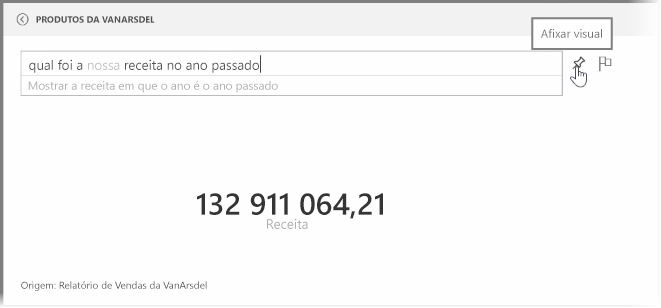 PRODUTOS DA VANARSDEL
Afixar visual
qual foi a nossa receita no ano passado
Mostrar a receita em que o ano é o ano passado
132 911 064,21
Receita
Origem: Relatório de Vendas da VanArsdel